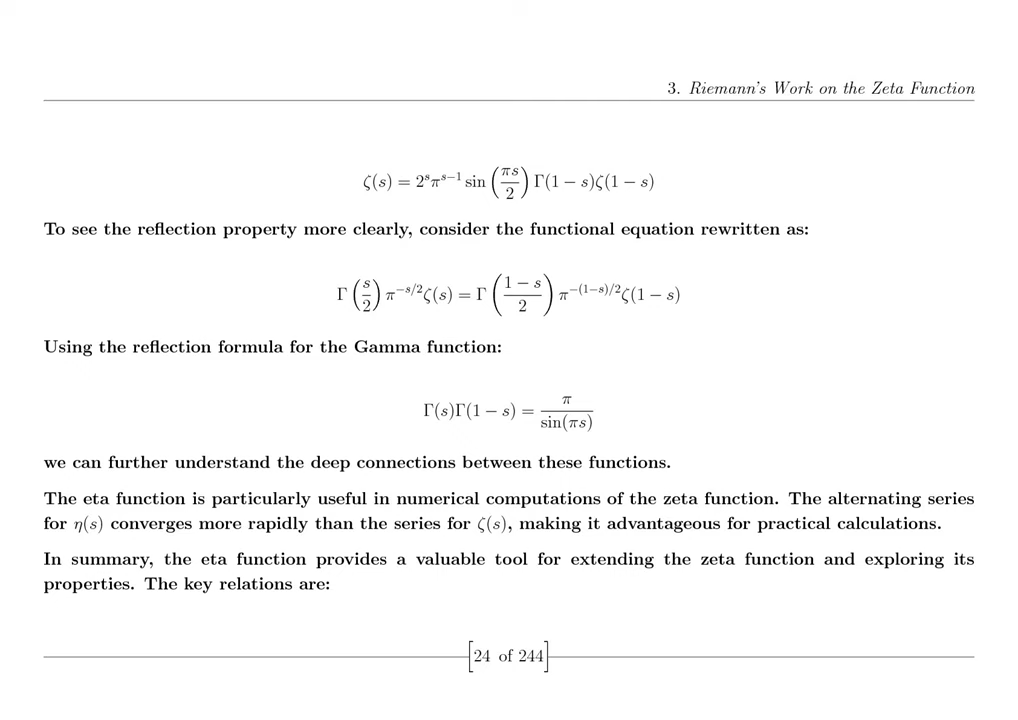 3. Riemann's Work on the Zeta Function
ζ(s) = 2^s π^{s−1} sin (πs/2) Γ(1 − s)ζ(1 − s)
To see the reflection property more clearly, consider the functional equation rewritten as:
Γ (s/2) π^{−s/2} ζ(s) = Γ ((1 − s)/2) π^{−(1−s)/2} ζ(1 − s)
Using the reflection formula for the Gamma function:
Γ(s)Γ(1 − s) = π/sin(πs)
we can further understand the deep connections between these functions.
The eta function is particularly useful in numerical computations of the zeta function. The alternating series
for η(s) converges more rapidly than the series for ζ(s), making it advantageous for practical calculations.
In summary, the eta function provides a valuable tool for extending the zeta function and exploring its
properties. The key relations are:
[24 of 244]